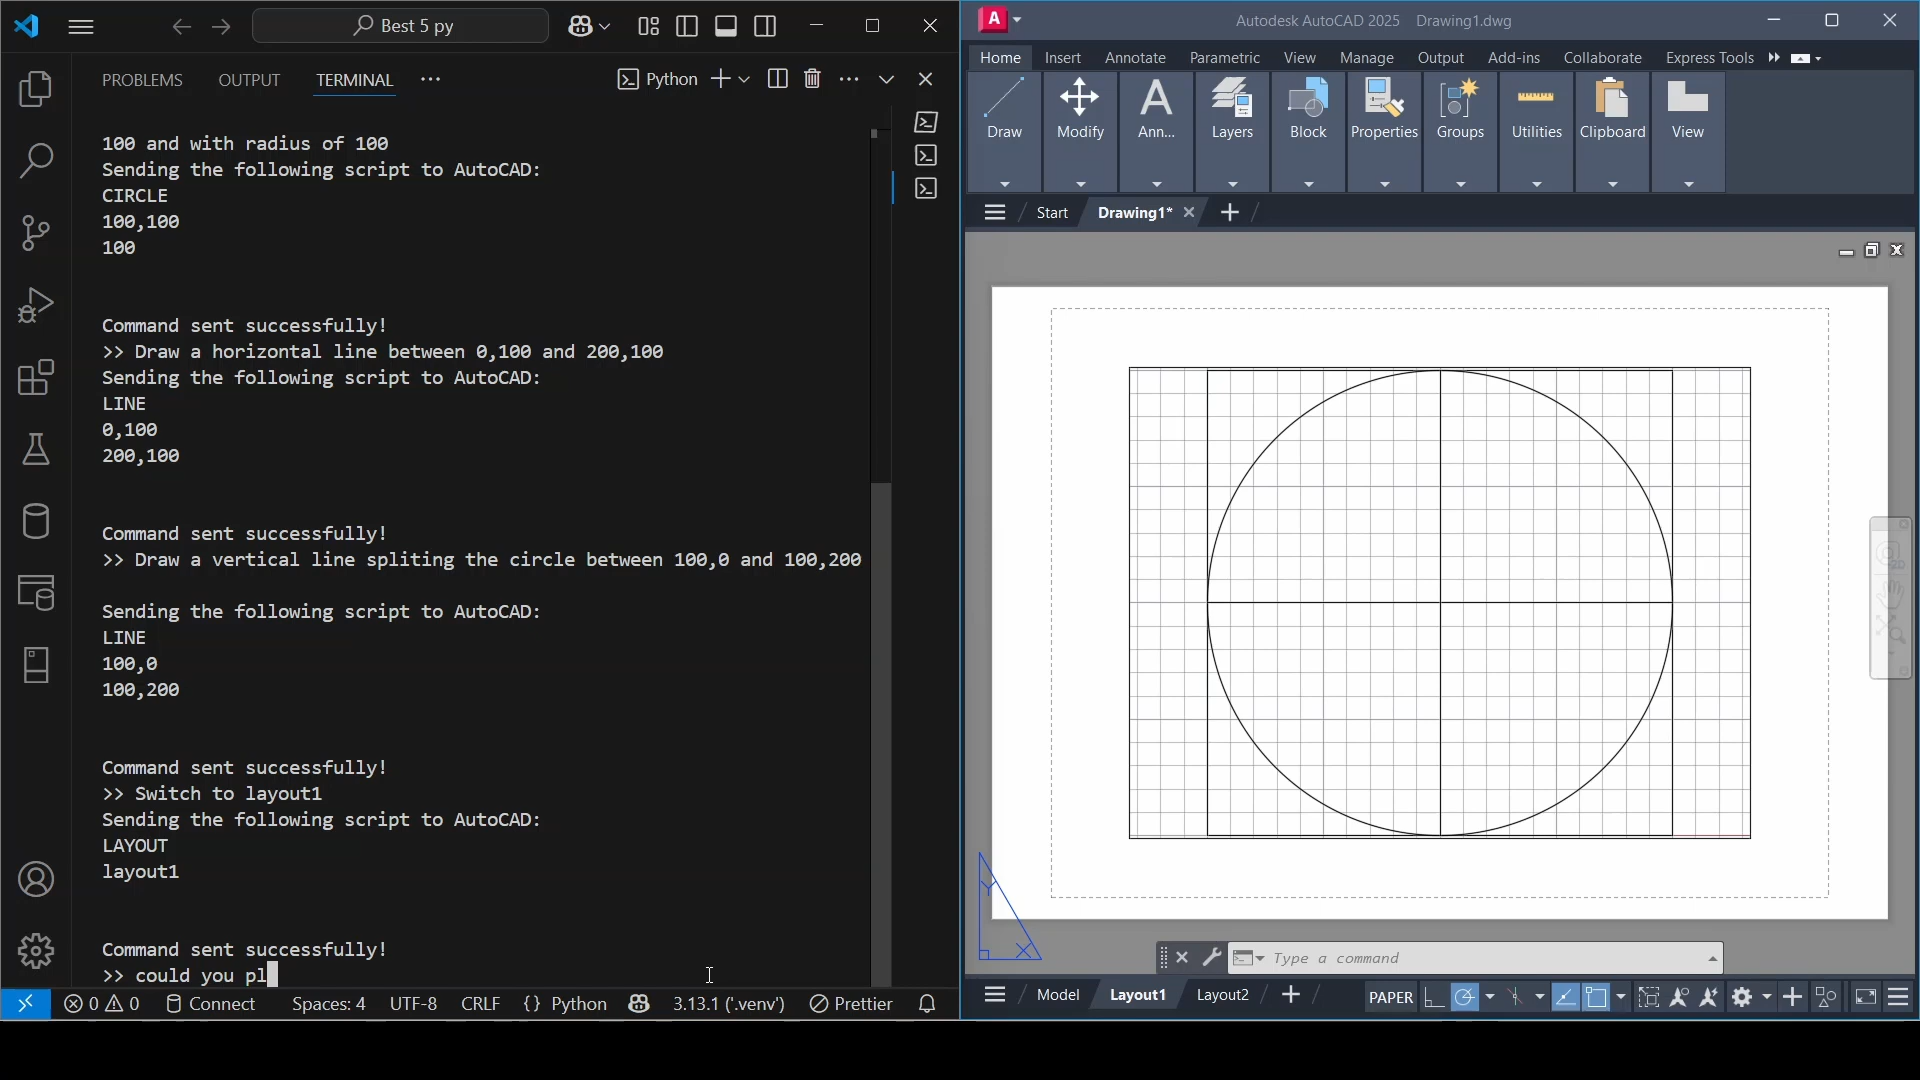 Best 5 py
PROBLEMS OUTPUT TERMINAL Python
100 and with radius of 100
Sending the following script to AutoCAD:
CIRCLE
100,100
100
Command sent successfully!
>> Draw a horizontal line between 0,100 and 200,100
Sending the following script to AutoCAD:
LINE
0,100
200,100
Command sent successfully!
>> Draw a vertical line spliting the circle between 100,0 and 100,200
Sending the following script to AutoCAD:
LINE
100,0
100,200
Command sent successfully!
>> Switch to layout1
Sending the following script to AutoCAD:
LAYOUT
layout1
Command sent successfully!
>> could you pl
0 0 Connect Spaces: 4 UTF-8 CRLF {} Python 3.13.1 ('.venv') Prettier
A Autodesk AutoCAD 2025 Drawing1.dwg
Home Insert Annotate Parametric View Manage Output Add-ins Collaborate Express Tools
Draw Modify Ann... Layers Block Properties Groups Utilities Clipboard View
Start Drawing1*
Y
X
2D
Type a command
Model Layout1 Layout2 PAPER